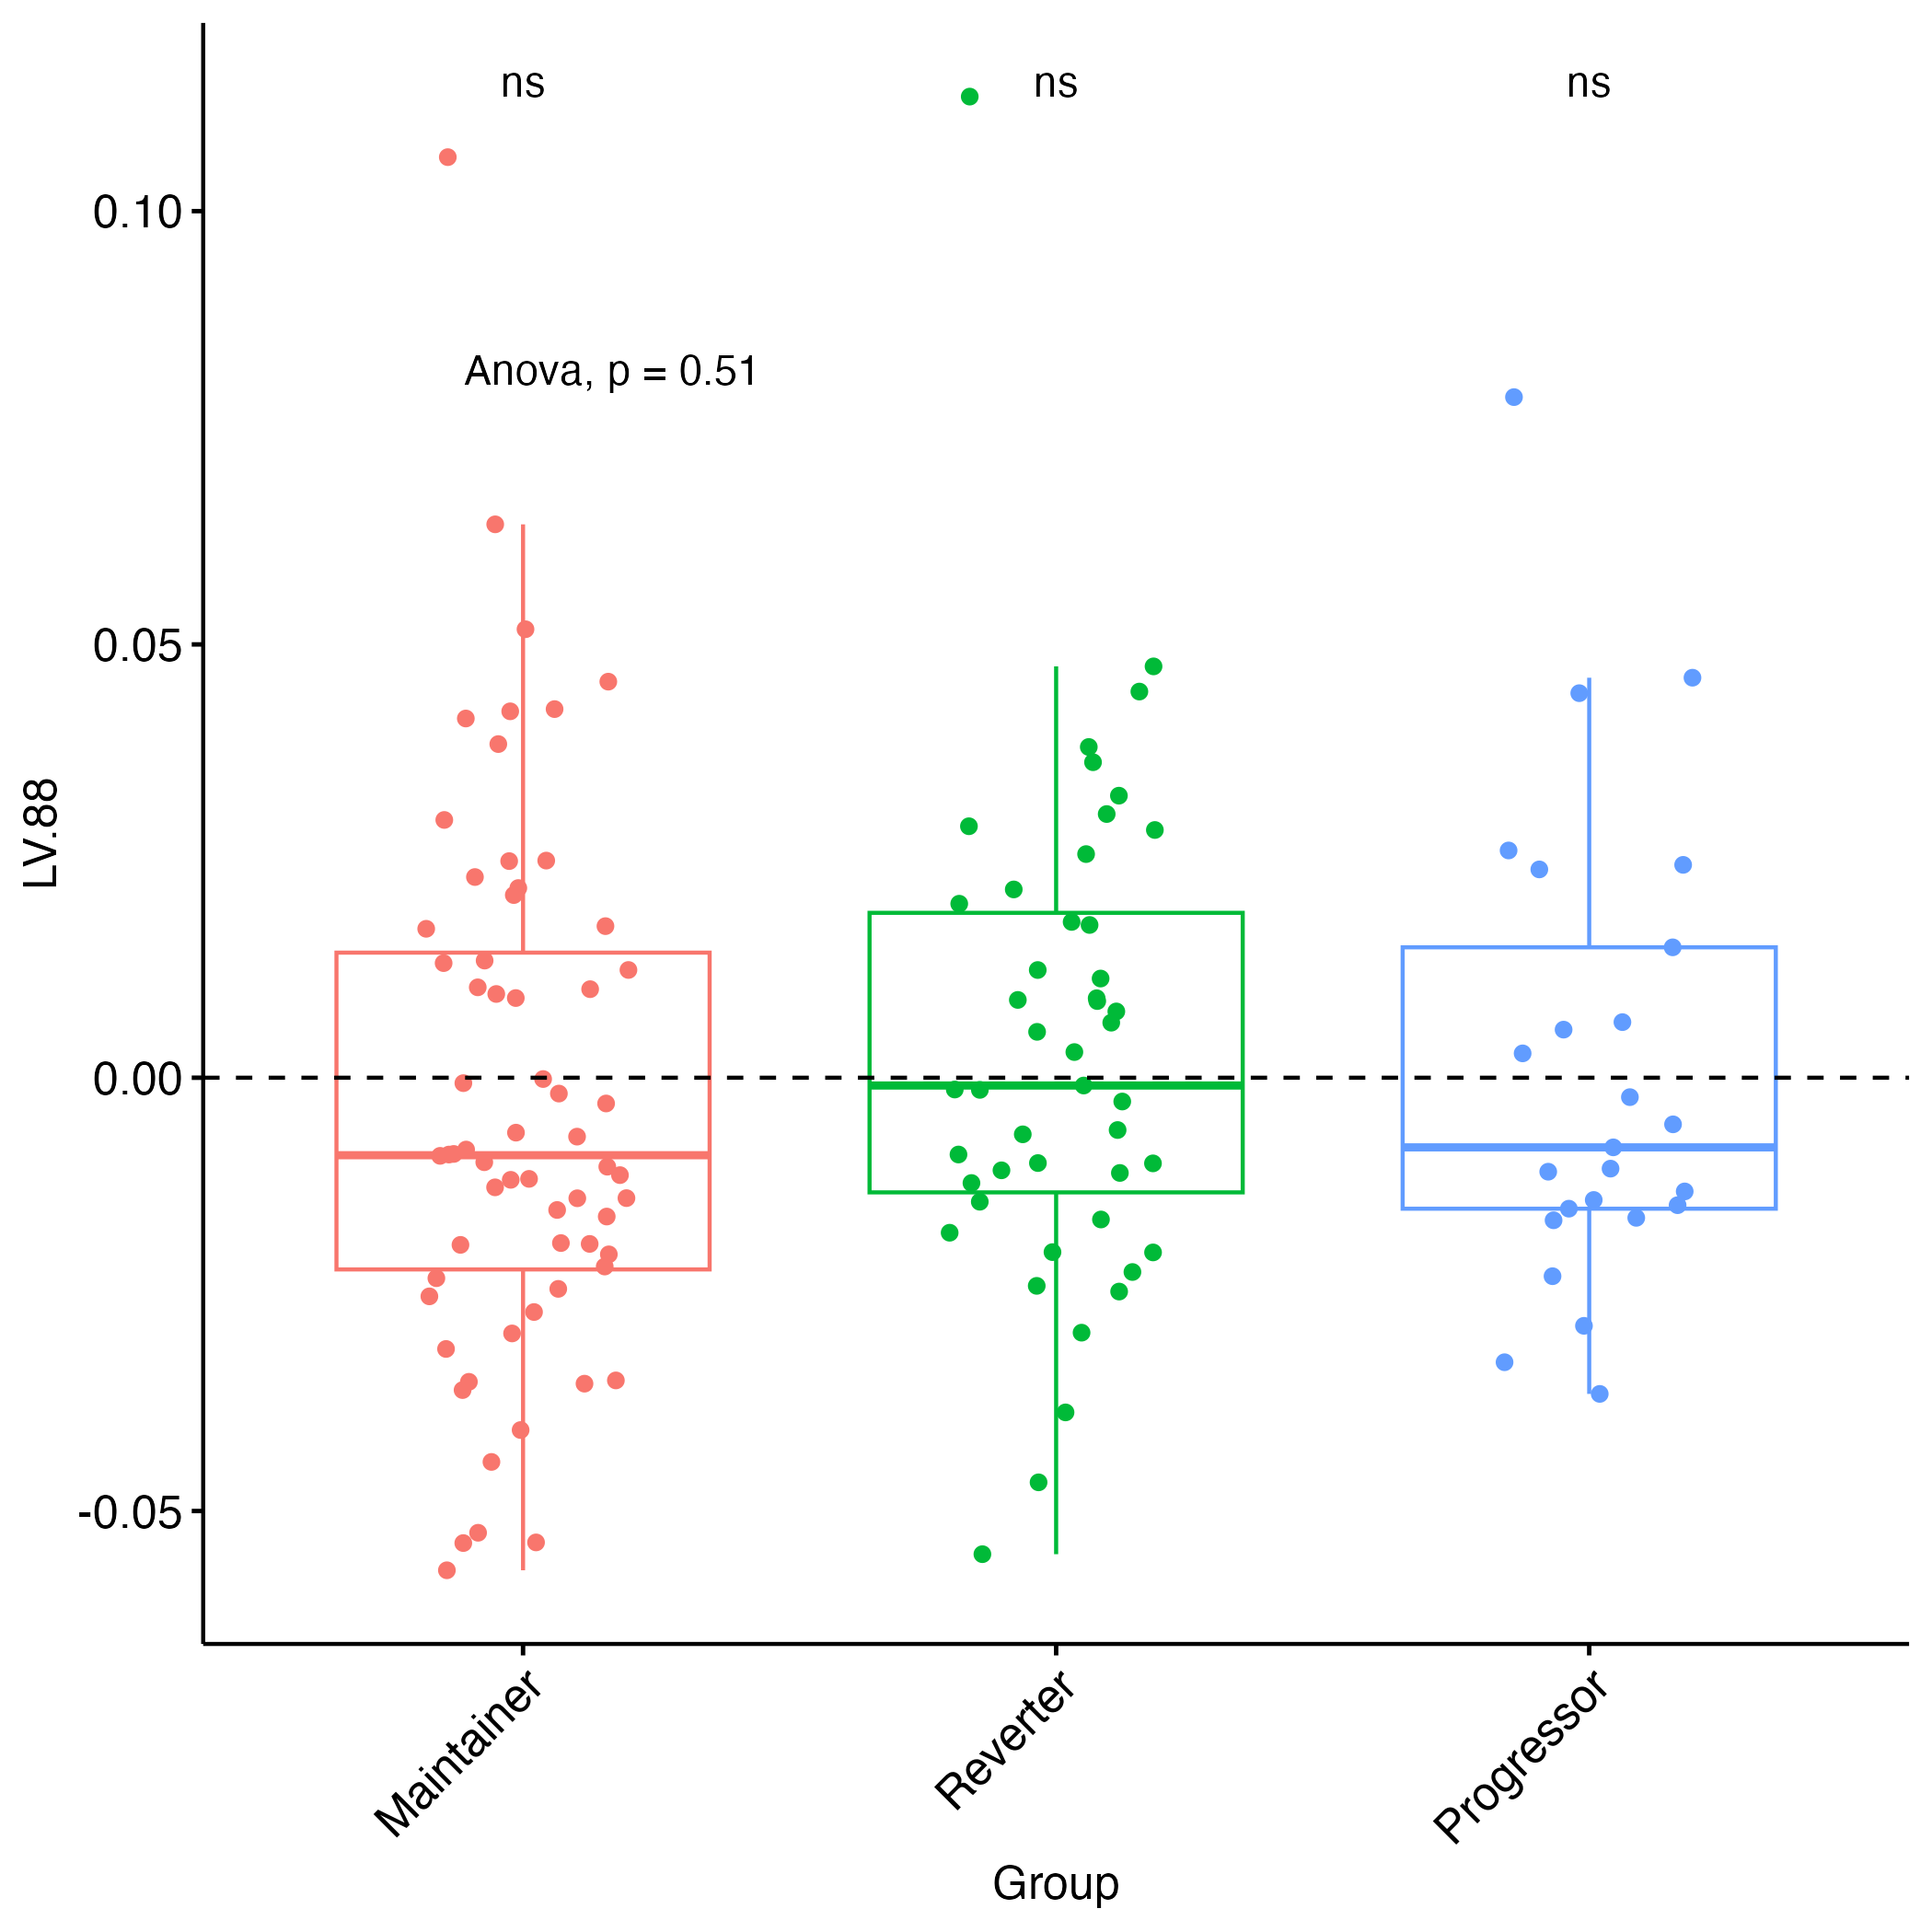 ns ns ns
0.10
Anova, p = 0.51
0.05
LV.88
0.00
-0.05
Maintainer Reverter Progressor
Group